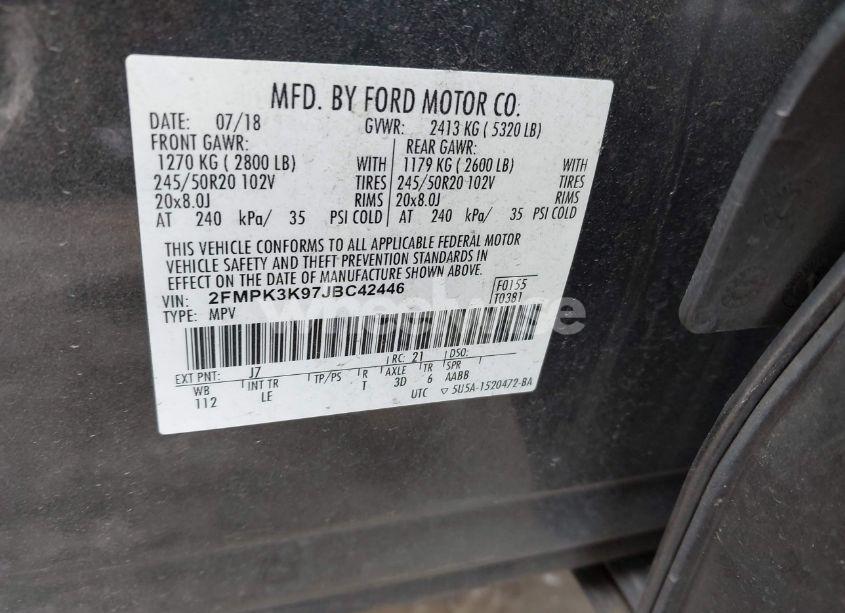 MFD. BY FORD MOTOR CO.
DATE: 07/18 GVWR: 2413 KG ( 5320 LB)
FRONT GAWR: REAR GAWR:
1270 KG ( 2800 LB) WITH 1179 KG ( 2600 LB) WITH
245/50R20 102V TIRES 245/50R20 102V TIRES
20x8.0J RIMS 20x8.0J RIMS
AT 240 kPa/ 35 PSI COLD AT 240 kPa/ 35 PSI COLD
THIS VEHICLE CONFORMS TO ALL APPLICABLE FEDERAL MOTOR
VEHICLE SAFETY AND THEFT PREVENTION STANDARDS IN
EFFECT ON THE DATE OF MANUFACTURE SHOWN ABOVE.
VIN: 2FMPK3K97JBC42446 F0155
TYPE: MPV T0381
EXT PNT: J7 RC: 21 DSO:
WB INT TR TP/PS R AXLE TR SPR
112 LE T 3D 6 AABB
UTC 5U5A-1520472-BA